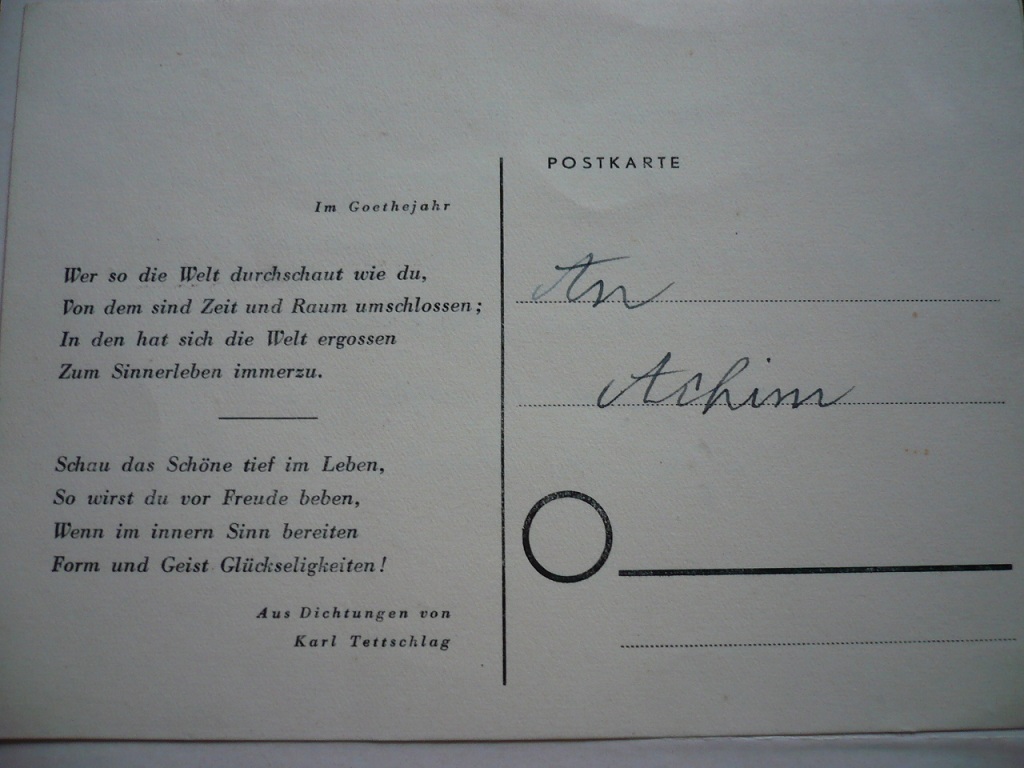 Im Goethejahr
Wer so die Welt durchschaut wie du,
Von dem sind Zeit und Raum umschlossen;
In den hat sich die Welt ergossen
Zum Sinnerleben immerzu.
Schau das Schöne tief im Leben,
So wirst du vor Freude beben,
Wenn im innern Sinn bereiten
Form und Geist Glückseligkeiten!
Aus Dichtungen von
Karl Tettschlag
POSTKARTE
An
Achim